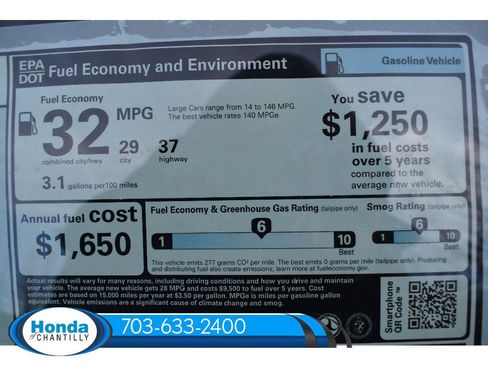 EPA
DOT
Fuel Economy and Environment
Gasoline Vehicle
Fuel Economy
32 MPG
29
37
combined city/hwy
city
highway
3.1 gallons per 100 miles
Large Cars range from 14 to 146 MPG.
The best vehicle rates 140 MPGe.
You save
$1,250
in fuel costs
over 5 years
compared to the
average new vehicle.
Annual fuel cost
$1,650
Fuel Economy & Greenhouse Gas Rating (tailpipe only)
1
6
10
Best
Smog Rating (tailpipe only)
1
6
10
Best
This vehicle emits 277 grams CO² per mile. The best emits 0 grams per mile (tailpipe only). Producing
and distributing fuel also create emissions; learn more at fueleconomy.gov.
Actual results will vary for many reasons, including driving conditions and how you drive and maintain
your vehicle. The average new vehicle gets 28 MPG and costs $9,500 to fuel over 5 years. Cost
estimates are based on 15,000 miles per year at $3.50 per gallon. MPGe is miles per gasoline gallon
equivalent. Vehicle emissions are a significant cause of climate change and smog.
Smartphone
QR Code™
Honda
of CHANTILLY
703-633-2400